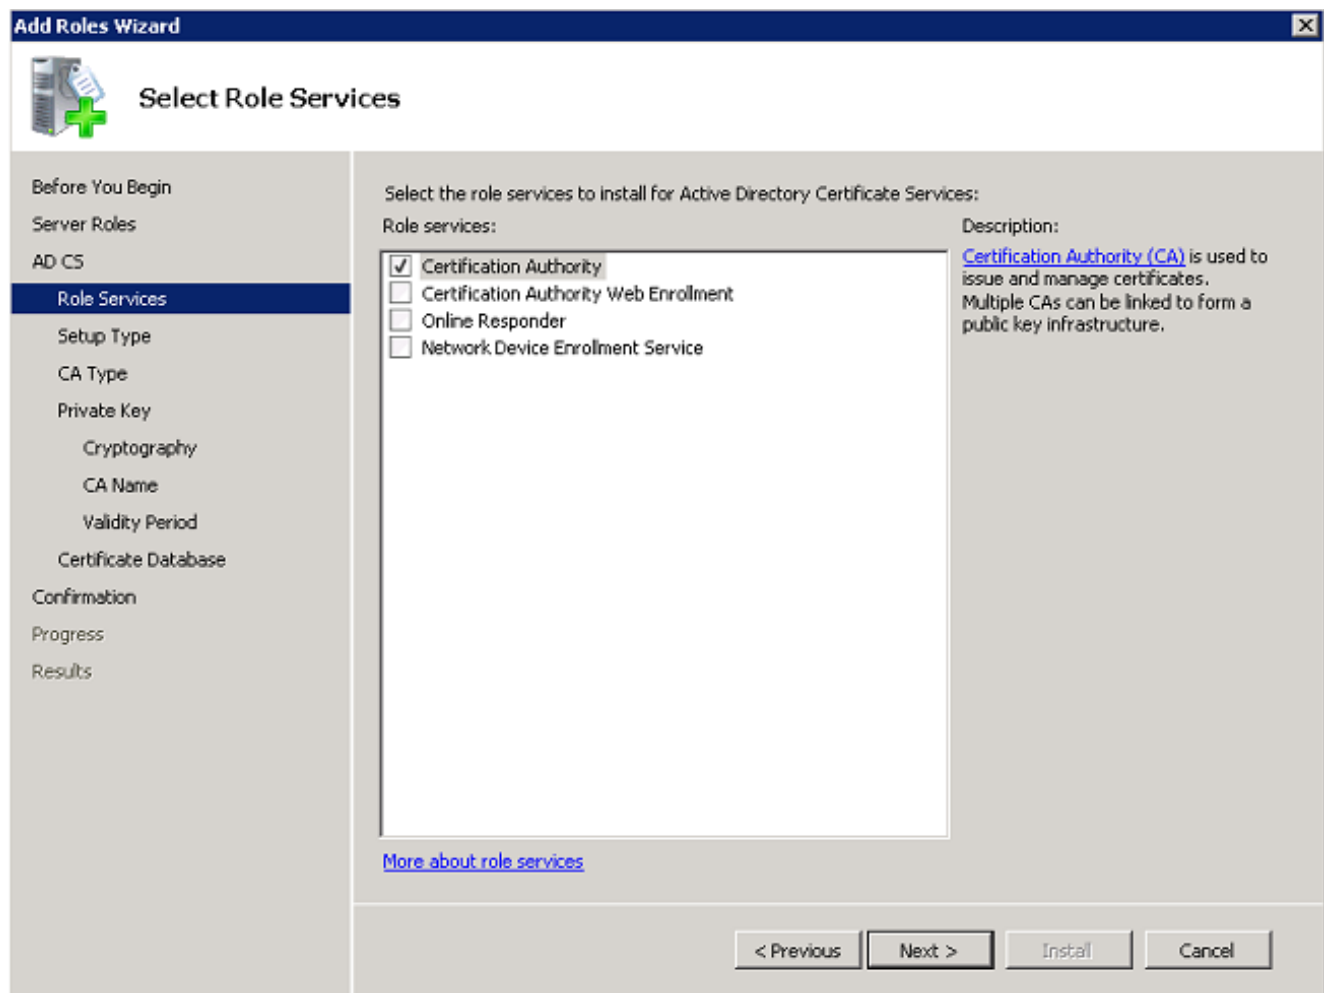 Add Roles Wizard
Select Role Services
Before You Begin
Server Roles
AD CS
Role Services
Setup Type
CA Type
Private Key
Cryptography
CA Name
Validity Period
Certificate Database
Confirmation
Progress
Results
Select the role services to install for Active Directory Certificate Services:
Role services:
Certification Authority
Certification Authority Web Enrollment
Online Responder
Network Device Enrollment Service
More about role services
Description:
Certification Authority (CA) is used to
issue and manage certificates.
Multiple CAs can be linked to form a
public key infrastructure.
< Previous
Next >
Install
Cancel